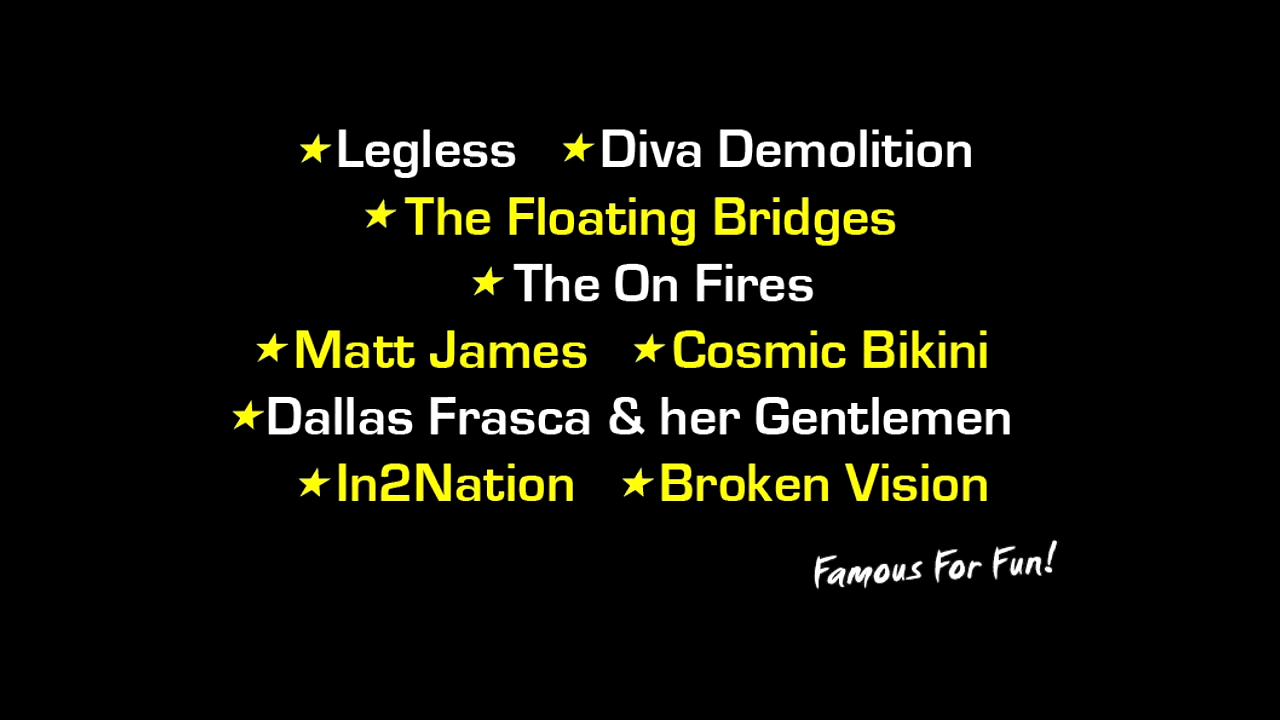 ★Legless ★Diva Demolition
★The Floating Bridges
★The On Fires
★Matt James ★Cosmic Bikini
★Dallas Frasca & her Gentlemen
★In2Nation ★Broken Vision
Famous For Fun!